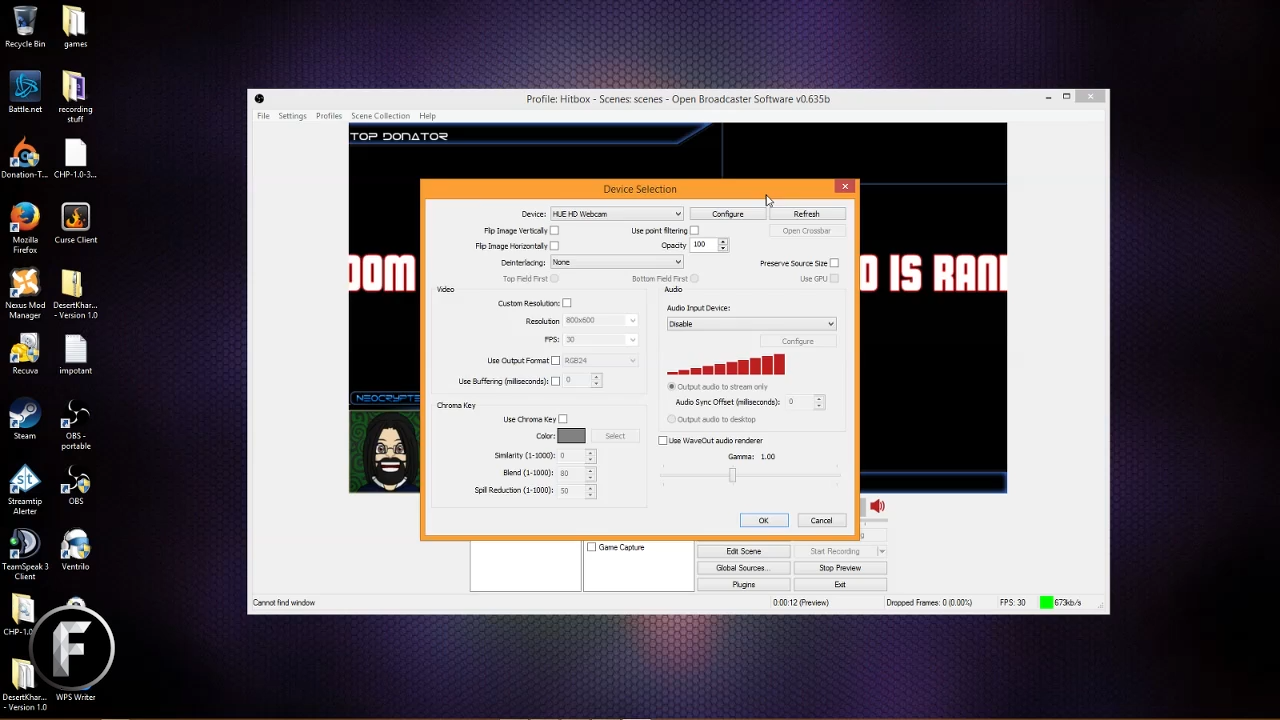 Recycle Bin
games
Battle.net
recording
stuff
Donation-T...
CHP-1.0-3...
Mozilla
Firefox
Curse Client
Nexus Mod
Manager
DesertKhar...
- Version 1.0
Recuva
impotant
Steam
OBS -
portable
Streamtip
Alerter
OBS
TeamSpeak 3
Client
Ventrilo
CHP-1.0
F
DesertKhar...
- Version 1.0
WPS Writer
Profile: Hitbox - Scenes: scenes - Open Broadcaster Software v0.635b
File Settings Profiles Scene Collection Help
TOP DONATOR
DOM
O IS RAN
NEOCRYPTE
Device Selection
Device: HUE HD Webcam Configure Refresh
Flip Image Vertically Use point filtering Open Crossbar
Flip Image Horizontally Opacity 100
Deinterlacing: None Preserve Source Size
Top Field First Bottom Field First Use GPU
Video
Custom Resolution:
Resolution 800x600
FPS: 30
Use Output Format RGB24
Use Buffering (miliseconds) 0
Audio
Audio Input Device:
Disable
Configure
Output audio to stream only
Audio Sync Offset (miliseconds): 0
Output audio to desktop
Chroma Key
Use Chroma Key
Color: Select
Similarity (1-1000): 0
Blend (1-1000): 80
Spill Reduction (1-1000): 50
Use WaveOut audio renderer
Gamma: 1.00
OK Cancel
Game Capture
Edit Scene Start Recording
Global Sources... Stop Preview
Plugins Exit
Cannot find window 0:00:12 (Preview) Dropped Frames: 0 (0.00%) FPS: 30 673kb/s